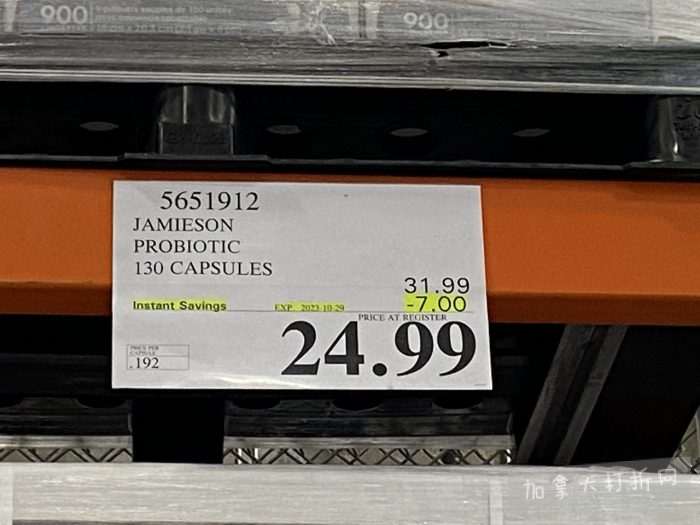 900
900
5651912
JAMIESON
PROBIOTIC
130 CAPSULES
31.99
Instant Savings EXP. 2023-10-29 -7.00
PRICE AT REGISTER
24.99
PRICE PER
CAPSULE
.192
加拿大打折网